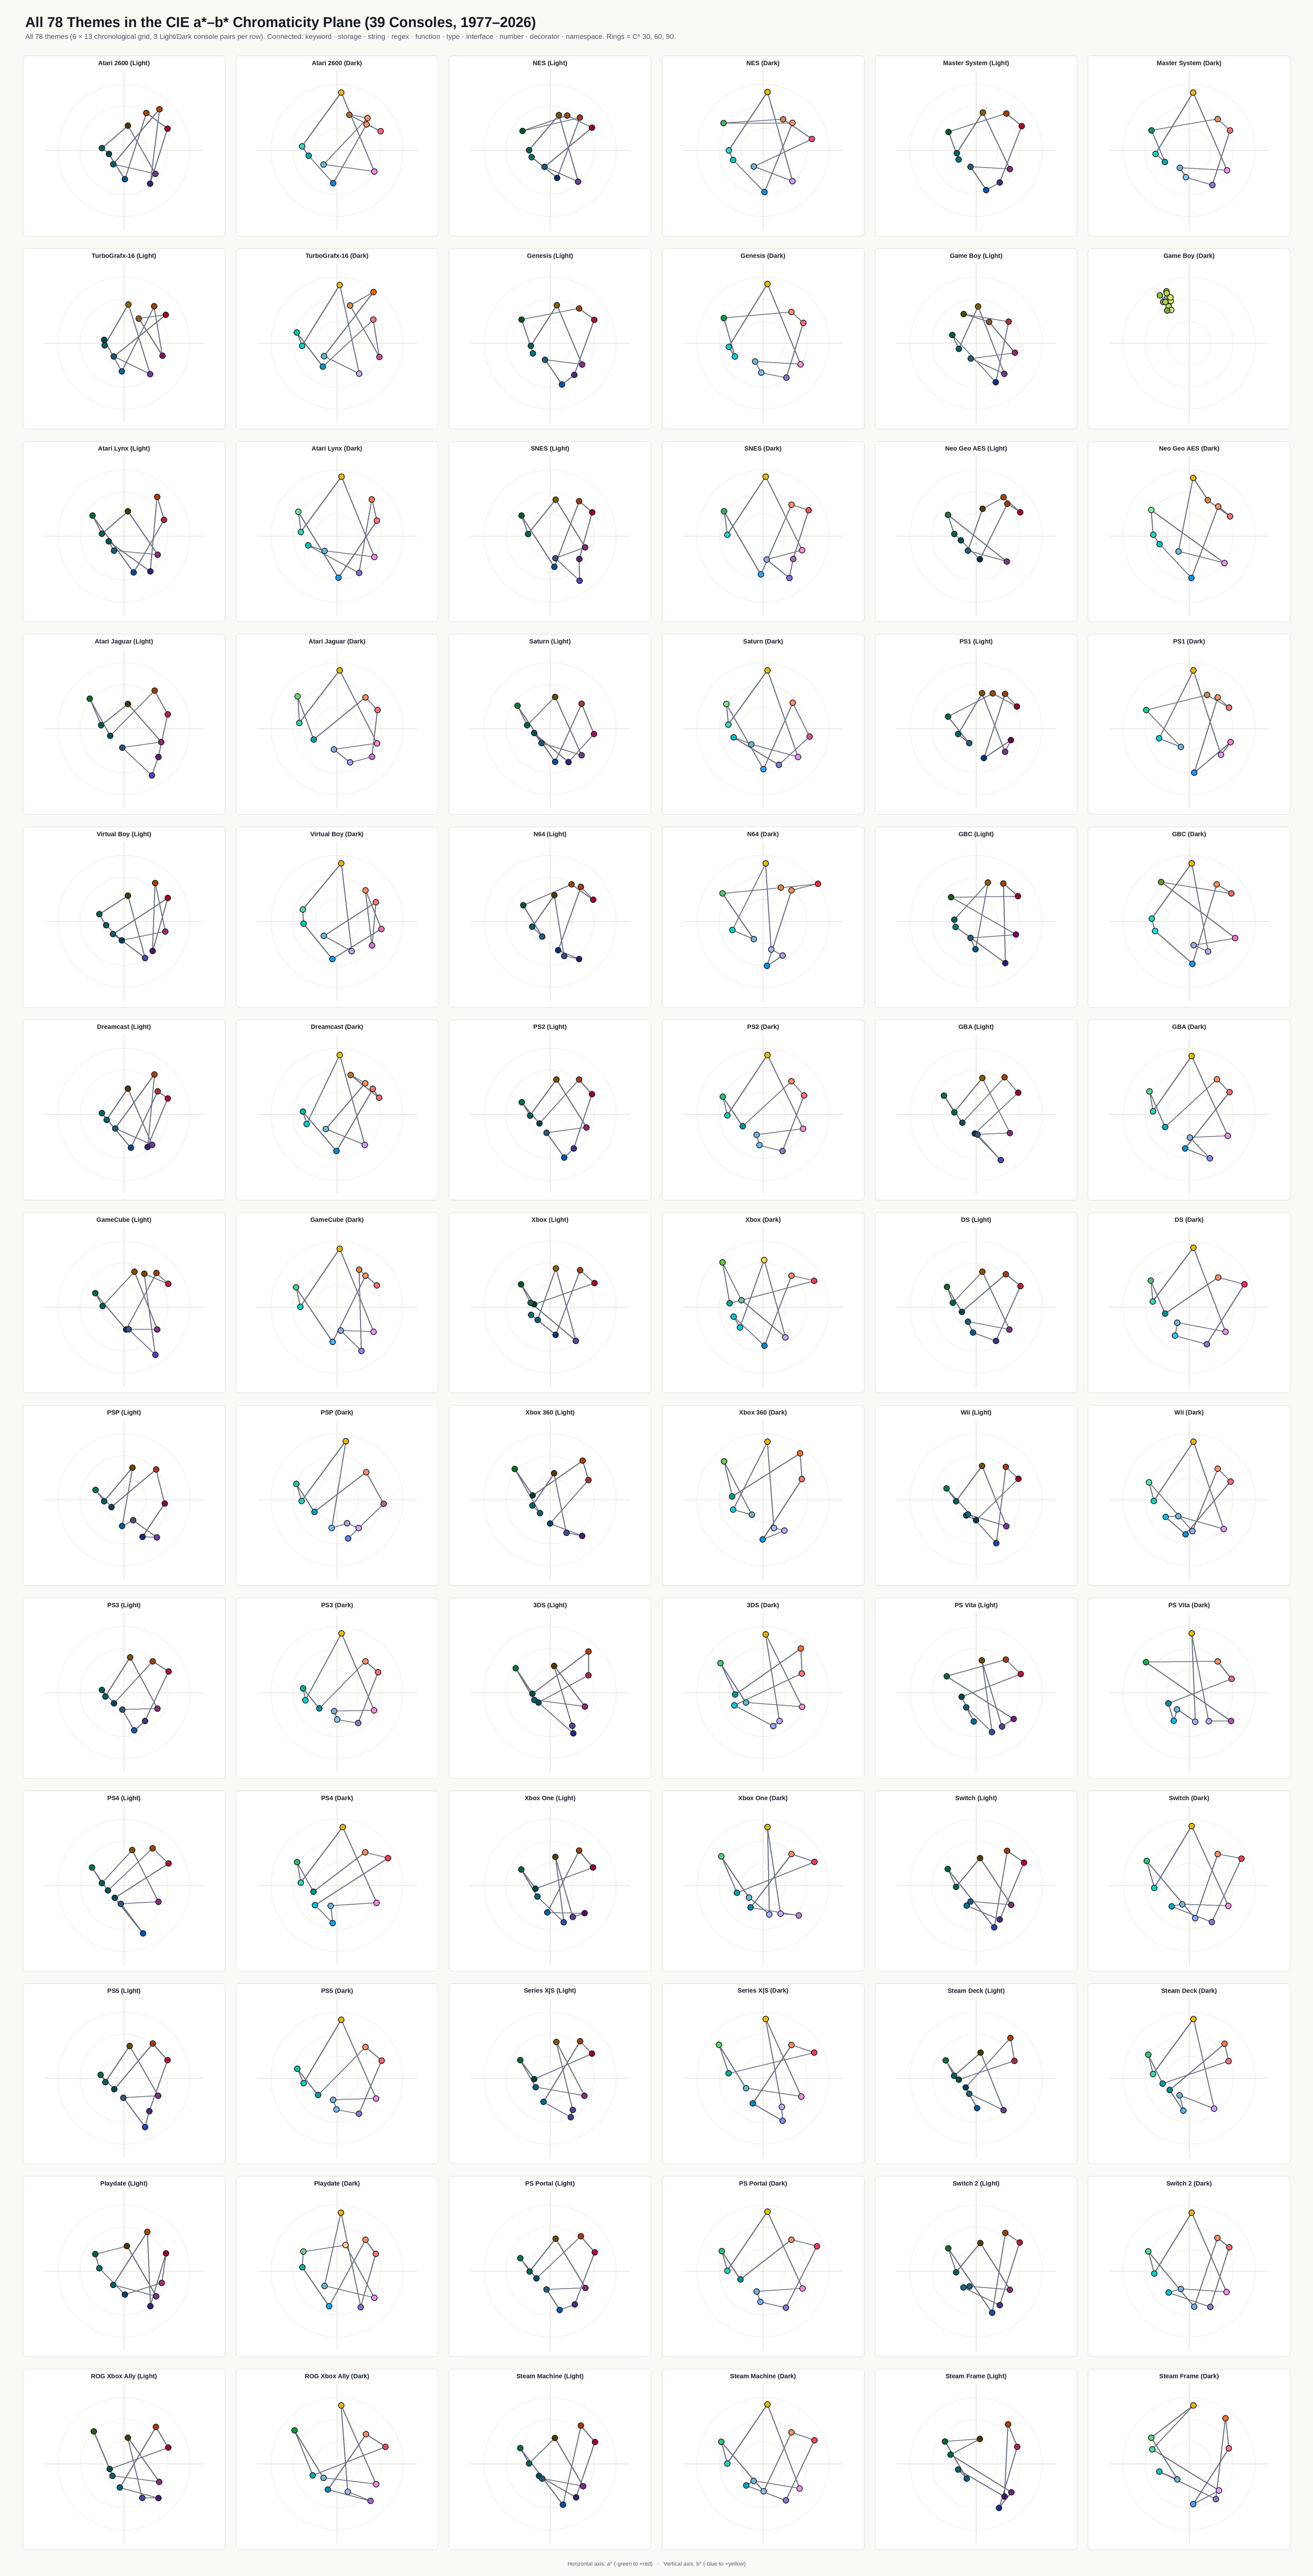 All 78 Themes in the CIE a*–b* Chromaticity Plane (39 Consoles, 1977–2026)
All 78 themes (6 × 13 chronological grid, 3 Light/Dark console pairs per row). Connected: keyword · storage · string · regex · function · type · interface · number · decorator · namespace. Rings = C* 30, 60, 90.
Atari 2600 (Light)
Atari 2600 (Dark)
NES (Light)
NES (Dark)
Master System (Light)
Master System (Dark)
TurboGrafx-16 (Light)
TurboGrafx-16 (Dark)
Genesis (Light)
Genesis (Dark)
Game Boy (Light)
Game Boy (Dark)
Atari Lynx (Light)
Atari Lynx (Dark)
SNES (Light)
SNES (Dark)
Neo Geo AES (Light)
Neo Geo AES (Dark)
Atari Jaguar (Light)
Atari Jaguar (Dark)
Saturn (Light)
Saturn (Dark)
PS1 (Light)
PS1 (Dark)
Virtual Boy (Light)
Virtual Boy (Dark)
N64 (Light)
N64 (Dark)
GBC (Light)
GBC (Dark)
Dreamcast (Light)
Dreamcast (Dark)
PS2 (Light)
PS2 (Dark)
GBA (Light)
GBA (Dark)
GameCube (Light)
GameCube (Dark)
Xbox (Light)
Xbox (Dark)
DS (Light)
DS (Dark)
PSP (Light)
PSP (Dark)
Xbox 360 (Light)
Xbox 360 (Dark)
Wii (Light)
Wii (Dark)
PS3 (Light)
PS3 (Dark)
3DS (Light)
3DS (Dark)
PS Vita (Light)
PS Vita (Dark)
PS4 (Light)
PS4 (Dark)
Xbox One (Light)
Xbox One (Dark)
Switch (Light)
Switch (Dark)
PS5 (Light)
PS5 (Dark)
Series X|S (Light)
Series X|S (Dark)
Steam Deck (Light)
Steam Deck (Dark)
Playdate (Light)
Playdate (Dark)
PS Portal (Light)
PS Portal (Dark)
Switch 2 (Light)
Switch 2 (Dark)
ROG Xbox Ally (Light)
ROG Xbox Ally (Dark)
Steam Machine (Light)
Steam Machine (Dark)
Steam Frame (Light)
Steam Frame (Dark)
Horizontal axis: a* (-green to +red) · Vertical axis: b* (-blue to +yellow)